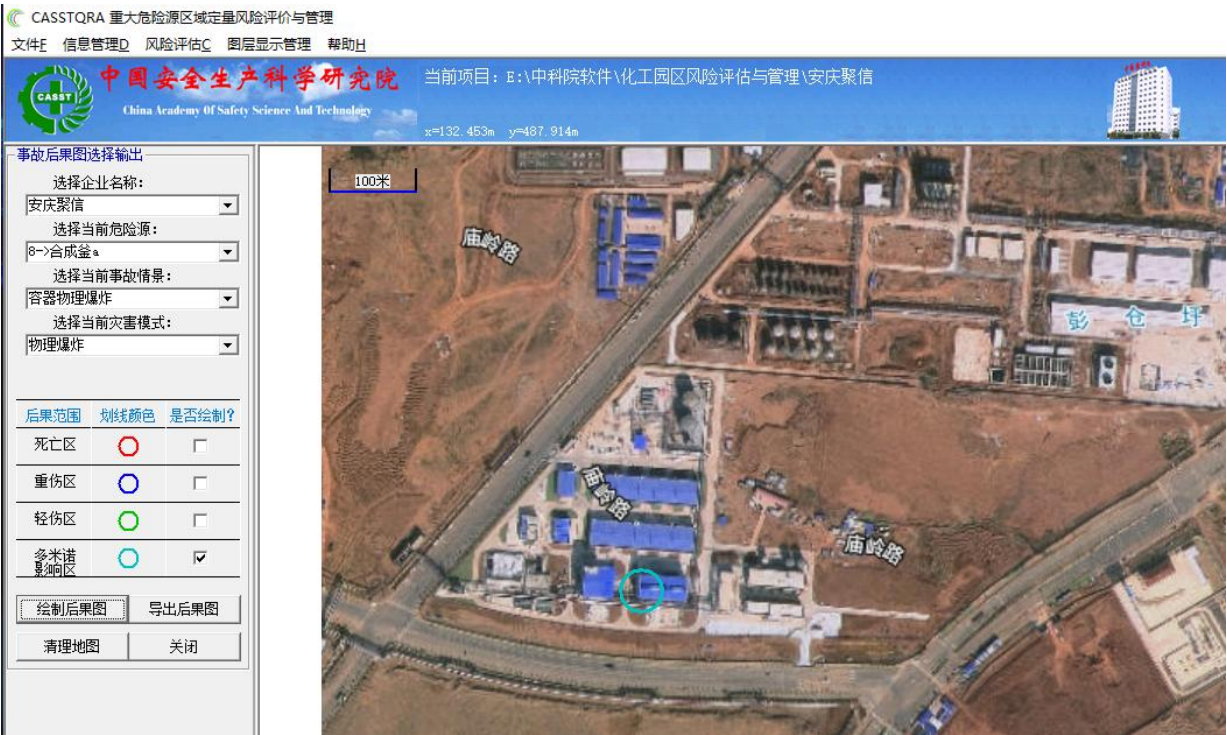 CASSTQRA 重大危险源区域定量风险评价与管理
文件F 信息管理D 风险评估C 图层显示管理 帮助H
CASST
中国安全生产科学研究院
China Academy Of Safety Science And Technology
当前项目：E:\中科院软件\化工园区风险评估与管理\安庆聚信
x=132.453m y=487.914m
事故后果图选择输出
选择企业名称:
安庆聚信
选择当前危险源:
8->合成釜a
选择当前事故情景:
容器物理爆炸
选择当前灾害模式:
物理爆炸
后果范围 划线颜色 是否绘制?
死亡区
重伤区
轻伤区
多米诺
影响区
绘制后果图 导出后果图
清理地图 关闭
100米
庙岭路
彭仓圩
庙岭路
庙岭路